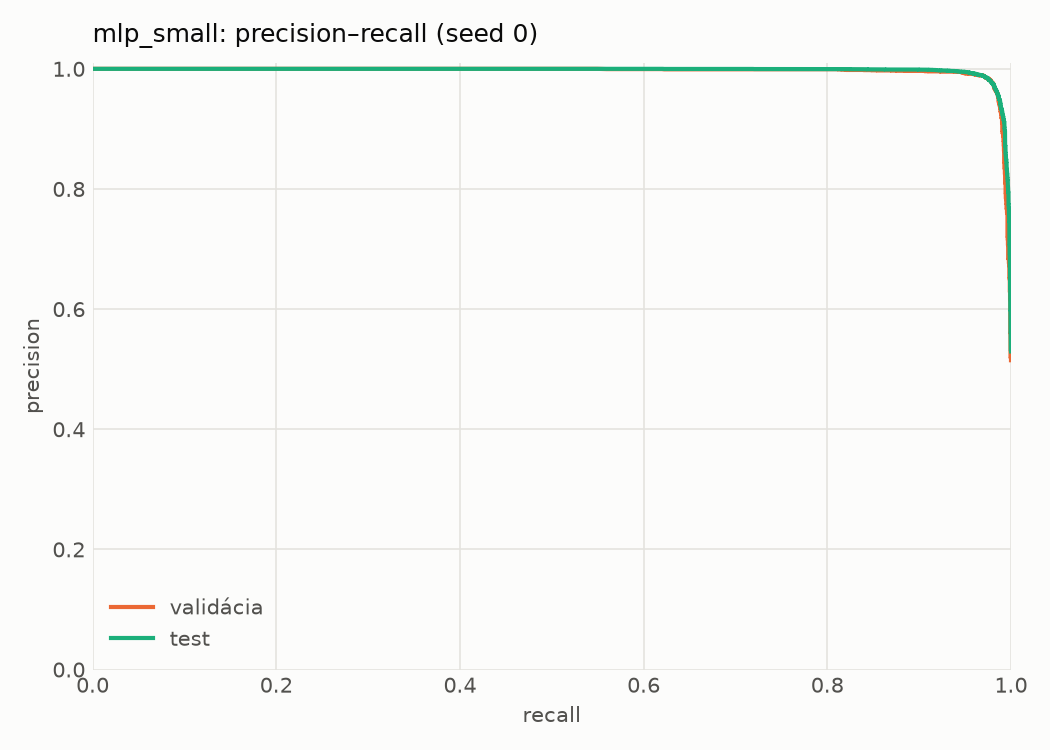 mlp_small: precision–recall (seed 0)
1.0
0.8
0.6
0.4
0.2
0.0
precision
validácia
test
0.0 0.2 0.4 0.6 0.8 1.0
recall